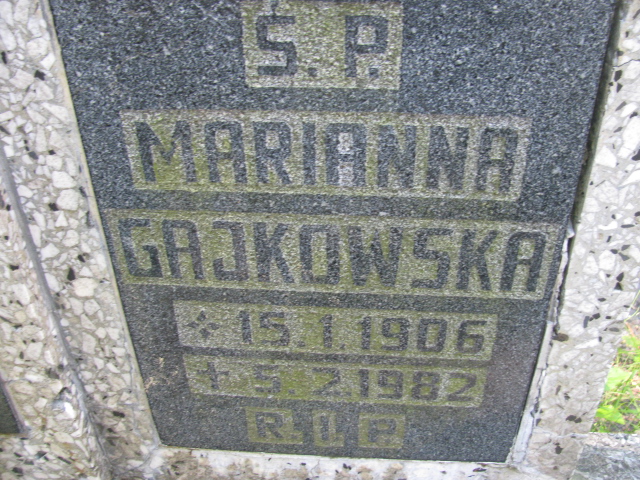 Ś. P.
MARIANNA
GAJKOWSKA
* 15.1.1906
+ 5.2.1982
R.I.P.